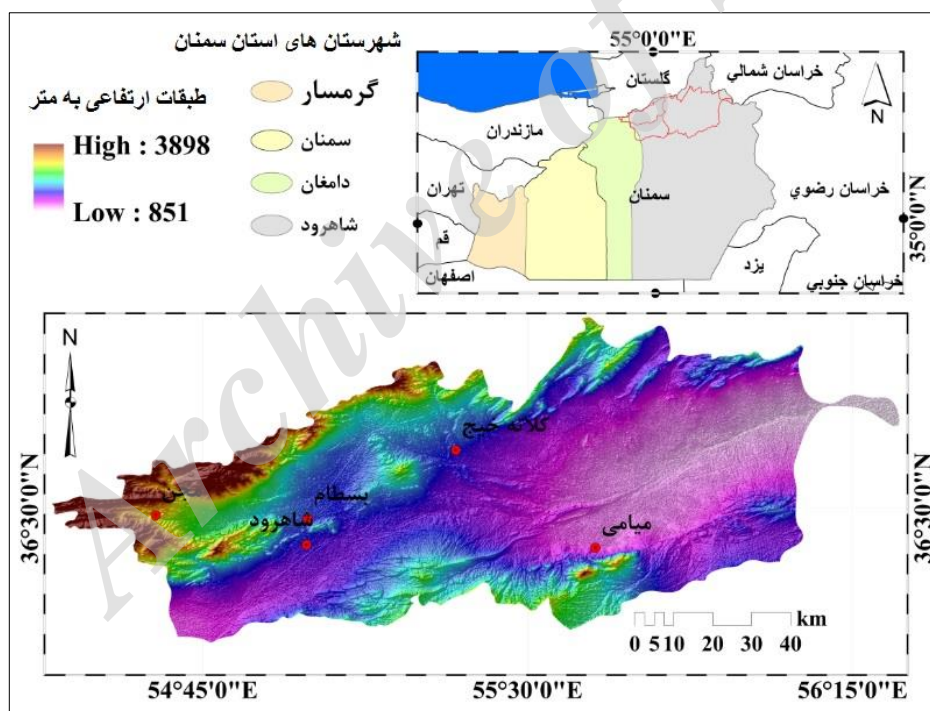 شهرستان های استان سمنان
طبقات ارتفاعی به متر
High : 3898
Low : 851
گرمسار
سمنان
دامغان
شاهرود
55°0'0"E
گلستان
خراسان شمالي
مازندران
N
تهران
سمنان
خراسان رضوي
35°0'0"N
قم
يزد
اصفهان
خراسان جنوبي
N
کلاته خیج
36°30'0"N
بسطام
شاهرود
میامی
36°30'0"N
km
0 5 10 20 30 40
54°45'0"E 55°30'0"E 56°15'0"E
Archive of